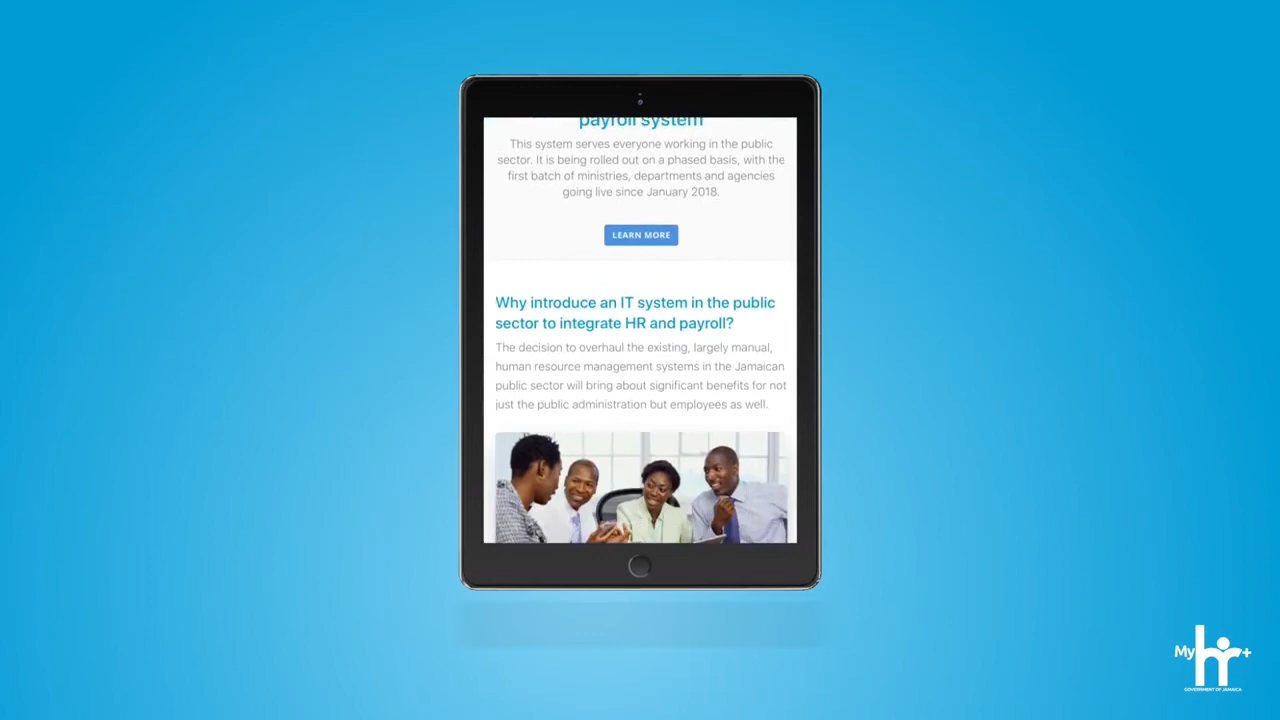 payroll system
This system serves everyone working in the public
sector. It is being rolled out on a phased basis, with the
first batch of ministries, departments and agencies
going live since January 2018.
LEARN MORE
Why introduce an IT system in the public
sector to integrate HR and payroll?
The decision to overhaul the existing, largely manual,
human resource management systems in the Jamaican
public sector will bring about significant benefits for not
just the public administration but employees as well.
My hr +
GOVERNMENT OF JAMAICA